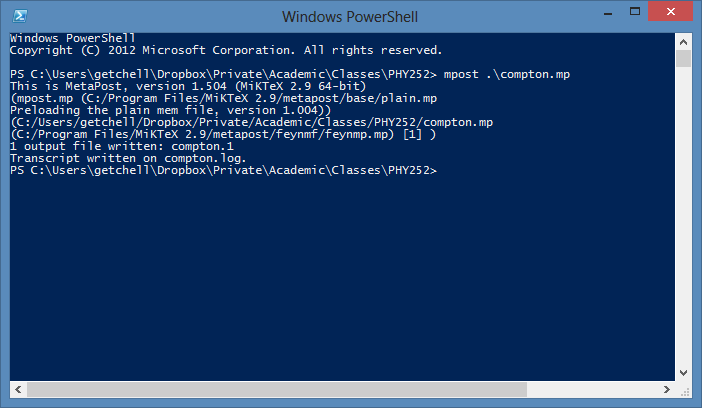 Windows PowerShell
Windows PowerShell
Copyright (C) 2012 Microsoft Corporation. All rights reserved.
PS C:\Users\getchell\Dropbox\Private\Academic\Classes\PHY252> mpost .\compton.mp
This is MetaPost, version 1.504 (MiKTeX 2.9 64-bit)
(mpost.mp (C:/Program Files/MiKTeX 2.9/metapost/base/plain.mp
Preloading the plain mem file, version 1.004))
(C:/Users/getchell/Dropbox/Private/Academic/Classes/PHY252/compton.mp
(C:/Program Files/MiKTeX 2.9/metapost/feynmf/feynmp.mp) [1] )
1 output file written: compton.1
Transcript written on compton.log.
PS C:\Users\getchell\Dropbox\Private\Academic\Classes\PHY252>